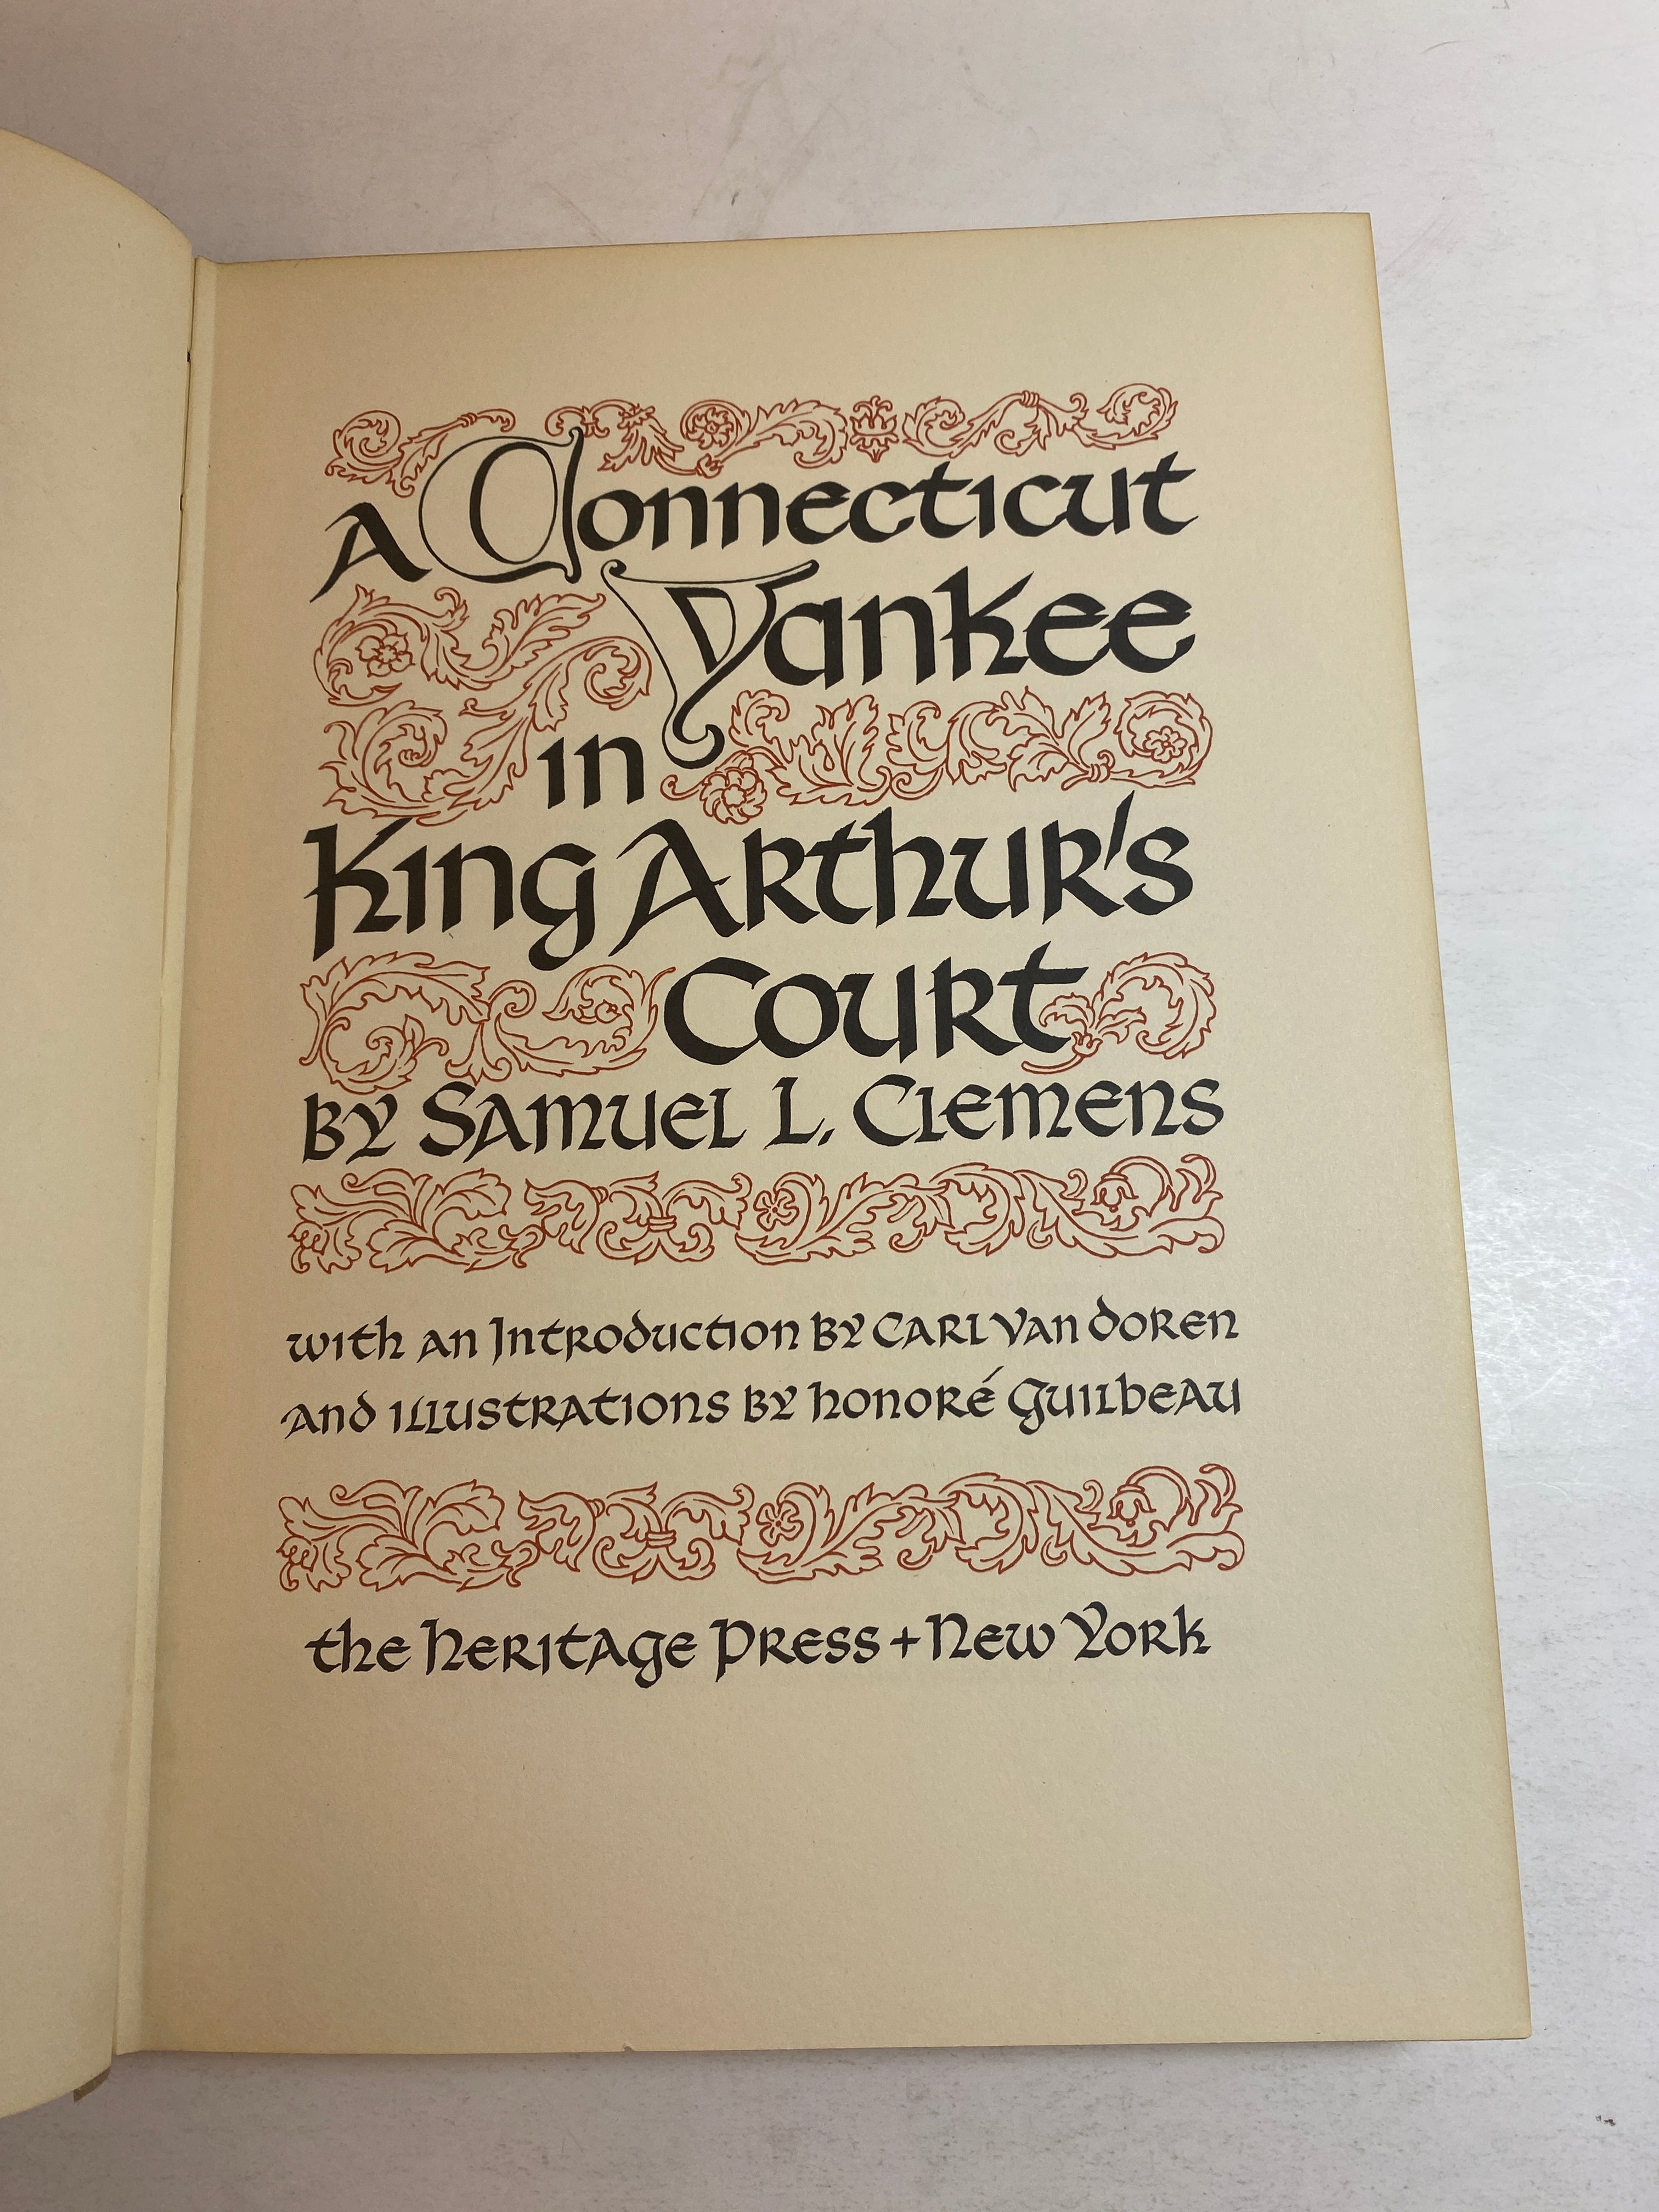 A Connecticut
Yankee
in
King Arthur's
Court
by Samuel L. Clemens
with an Introduction by Carl Van Doren
and illustrations by Honoré Guilbeau
the Heritage Press + New York